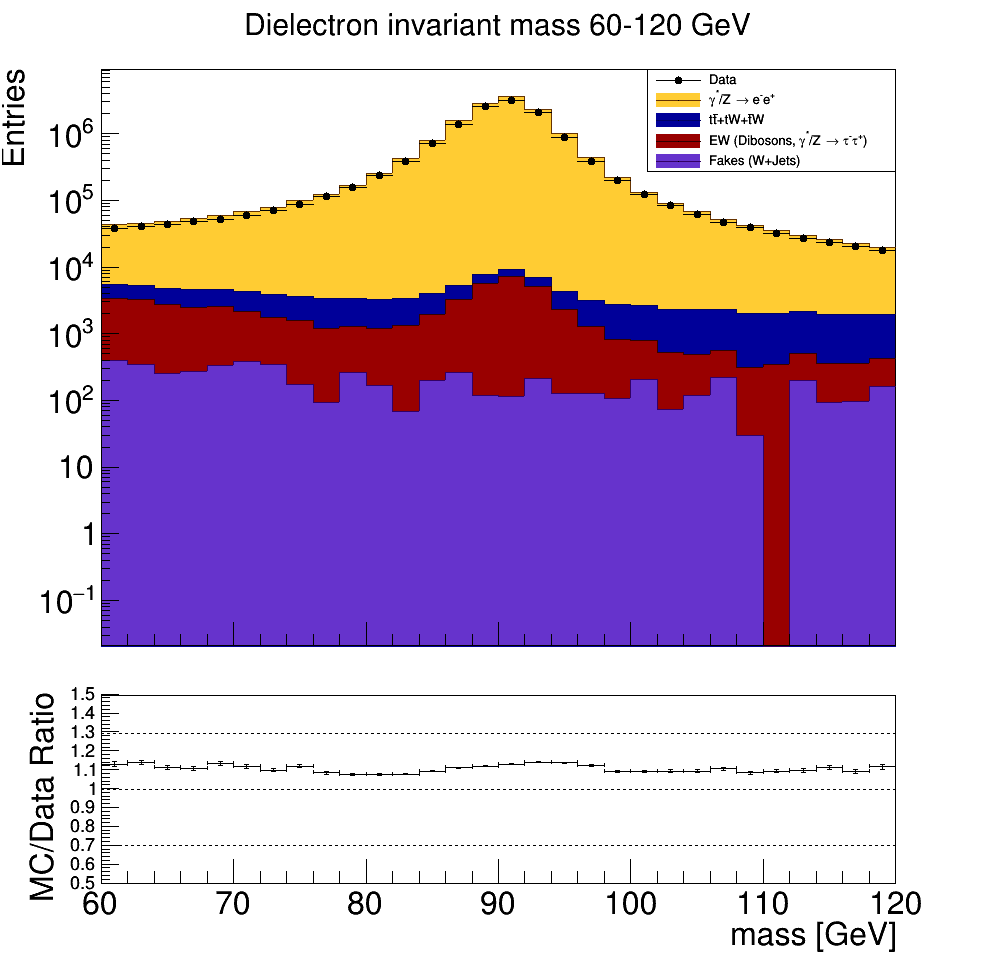 Dielectron invariant mass 60-120 GeV
Entries
10⁶
10⁵
10⁴
10³
10²
10
1
10⁻¹
Data
γ*/Z → e⁻e⁺
tt̄+tW+t̄W
EW (Dibosons, γ*/Z → τ⁻τ⁺)
Fakes (W+Jets)
MC/Data Ratio
1.5
1.4
1.3
1.2
1.1
1
0.9
0.8
0.7
0.6
0.5
60 70 80 90 100 110 120
mass [GeV]